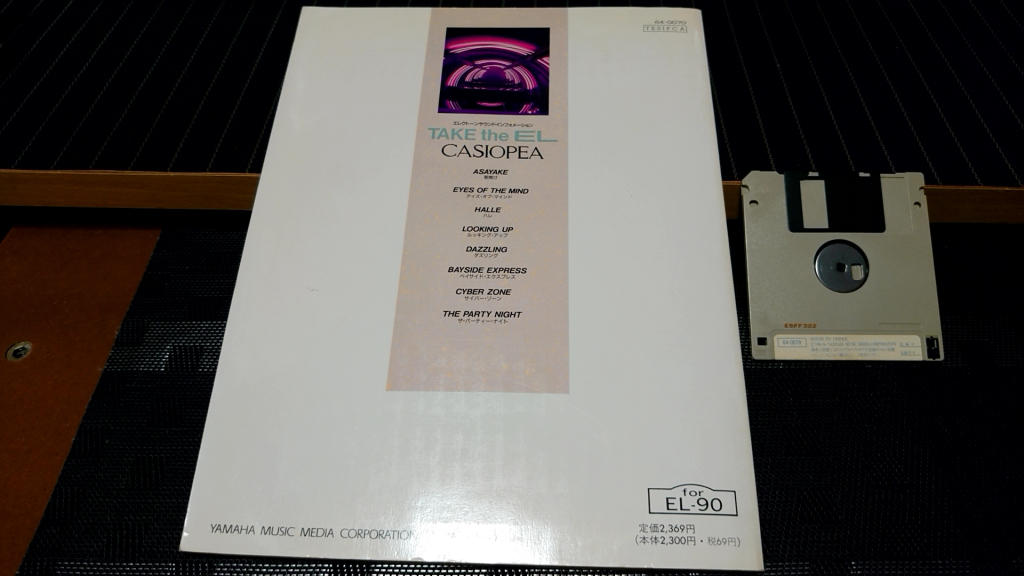 64-0079
TESIFCA
エレクトーンサウンドインフォメーション
TAKE the EL
CASIOPEA
ASAYAKE
朝焼け
EYES OF THE MIND
アイズ・オブ・マインド
HALLE
ハレ
LOOKING UP
ルッキング・アップ
DAZZLING
ダズリング
BAYSIDE EXPRESS
ベイサイド・エクスプレス
CYBER ZONE
サイバー・ゾーン
THE PARTY NIGHT
ザ・パーティー・ナイト
for
EL-90
YAMAHA MUSIC MEDIA CORPORATION
定価2,369円
(本体2,300円・税69円)
64-0079